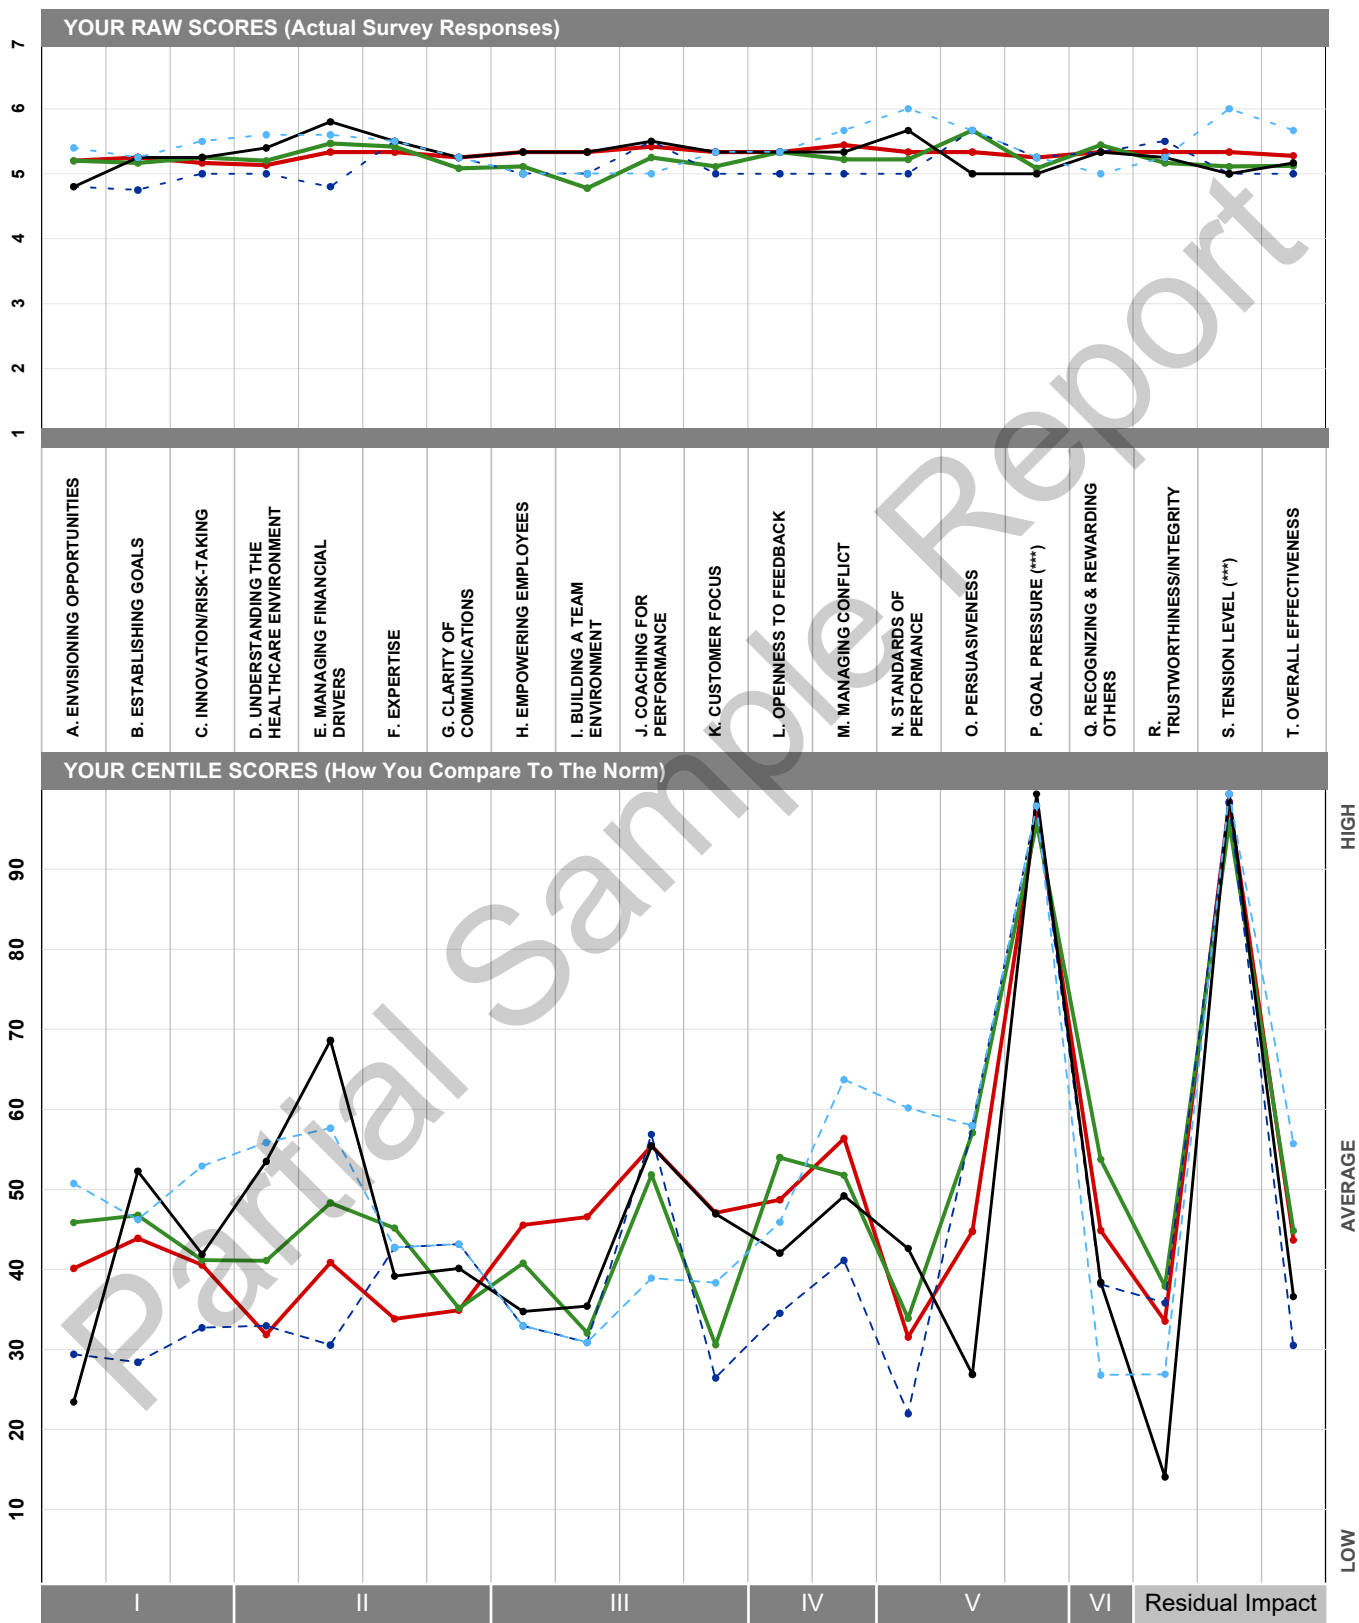 YOUR RAW SCORES (Actual Survey Responses)
7
6
5
4
3
2
1
A. ENVISIONING OPPORTUNITIES
B. ESTABLISHING GOALS
C. INNOVATION/RISK-TAKING
D. UNDERSTANDING THE
HEALTHCARE ENVIRONMENT
E. MANAGING FINANCIAL
DRIVERS
F. EXPERTISE
G. CLARITY OF
COMMUNICATIONS
H. EMPOWERING EMPLOYEES
I. BUILDING A TEAM
ENVIRONMENT
J. COACHING FOR
PERFORMANCE
K. CUSTOMER FOCUS
L. OPENNESS TO FEEDBACK
M. MANAGING CONFLICT
N. STANDARDS OF
PERFORMANCE
O. PERSUASIVENESS
P. GOAL PRESSURE (***)
Q. RECOGNIZING & REWARDING
OTHERS
R.
TRUSTWORTHINESS/INTEGRITY
S. TENSION LEVEL (***)
T. OVERALL EFFECTIVENESS
YOUR CENTILE SCORES (How You Compare To The Norm)
90
80
70
60
50
40
30
20
10
HIGH
AVERAGE
LOW
I
II
III
IV
V
VI
Residual Impact
Partial Sample Report